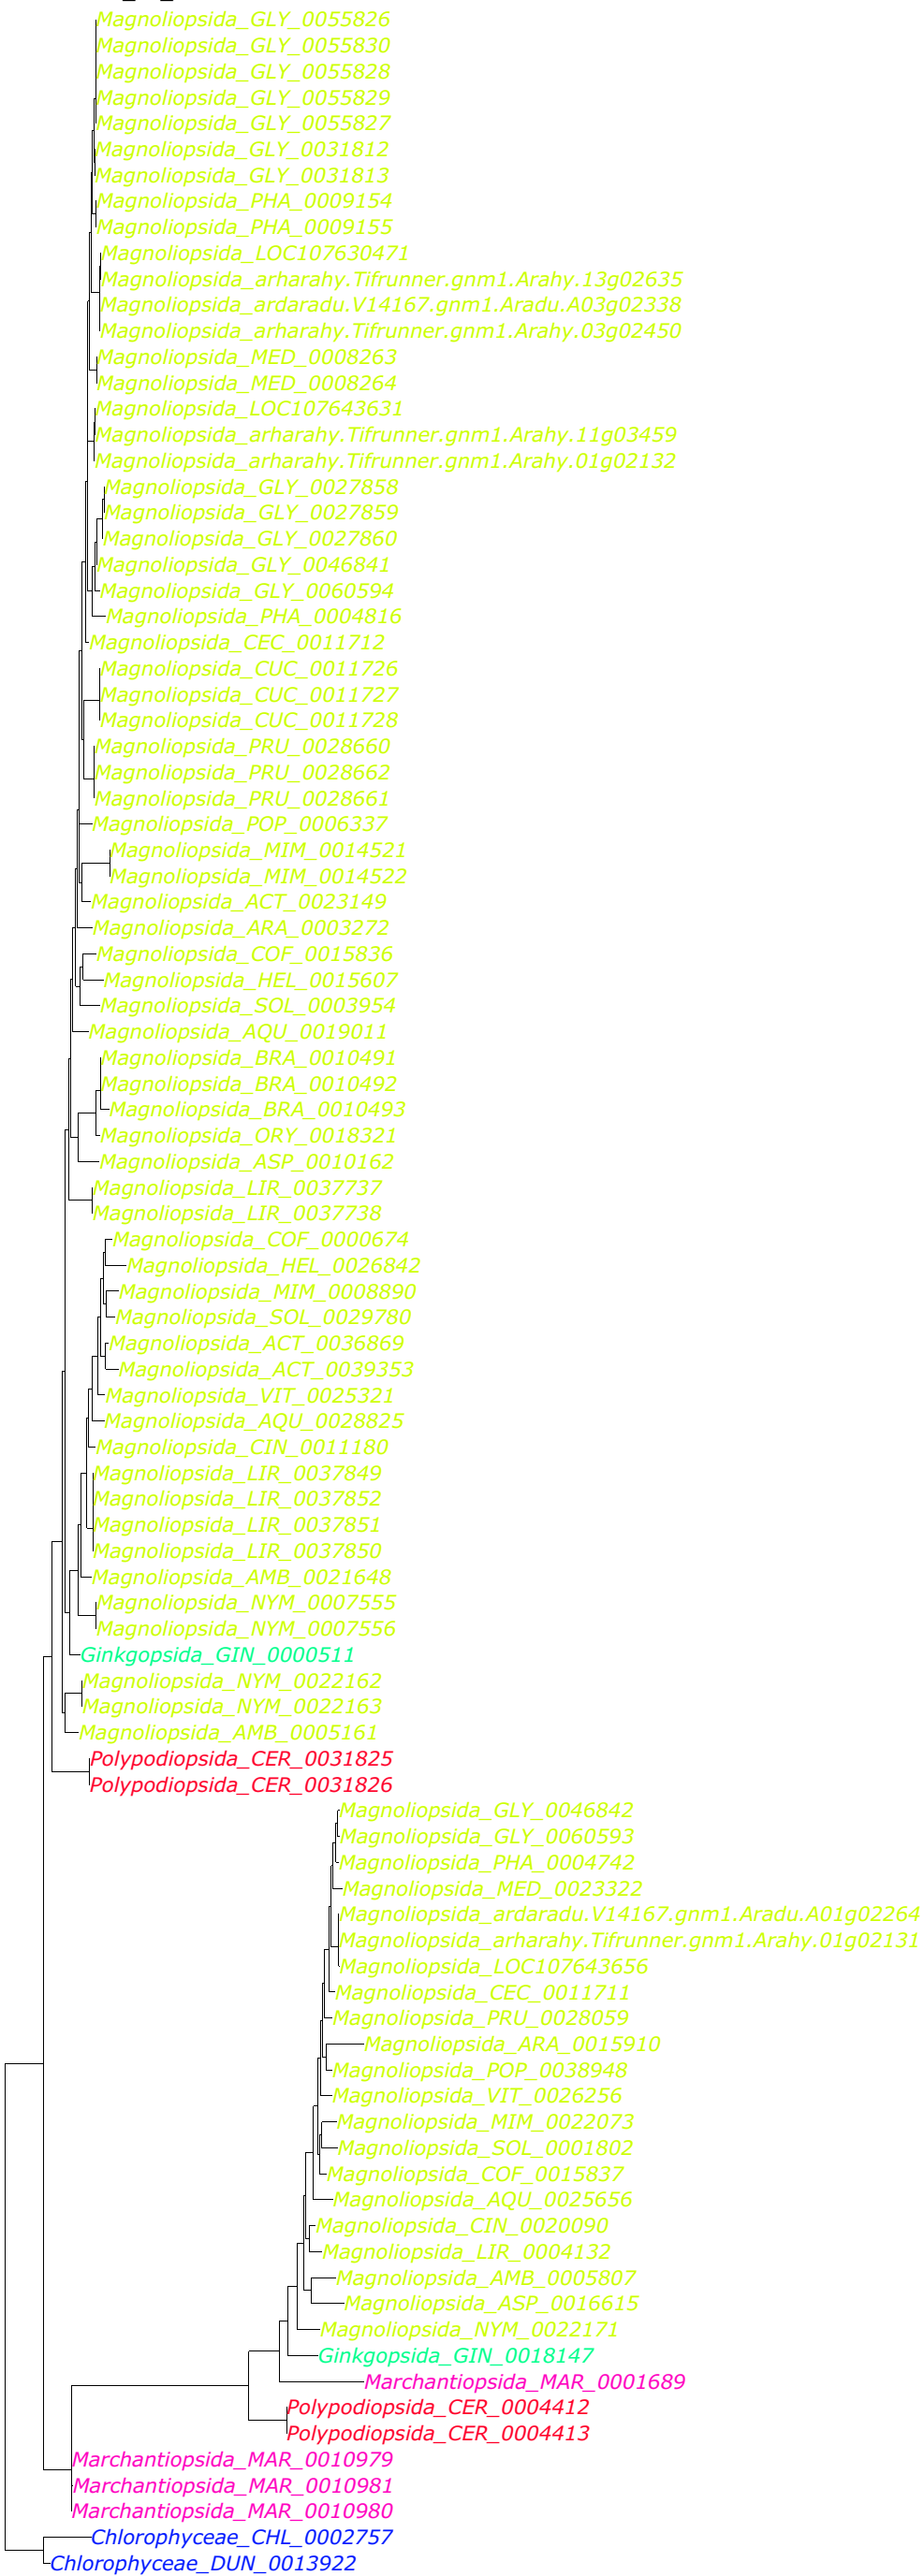 Magnoliopsida_GLY_0055826
Magnoliopsida_GLY_0055830
Magnoliopsida_GLY_0055828
Magnoliopsida_GLY_0055829
Magnoliopsida_GLY_0055827
Magnoliopsida_GLY_0031812
Magnoliopsida_GLY_0031813
Magnoliopsida_PHA_0009154
Magnoliopsida_PHA_0009155
Magnoliopsida_LOC107630471
Magnoliopsida_arharahy.Tifrunner.gnm1.Arahy.13g02635
Magnoliopsida_ardaradu.V14167.gnm1.Aradu.A03g02338
Magnoliopsida_arharahy.Tifrunner.gnm1.Arahy.03g02450
Magnoliopsida_MED_0008263
Magnoliopsida_MED_0008264
Magnoliopsida_LOC107643631
Magnoliopsida_arharahy.Tifrunner.gnm1.Arahy.11g03459
Magnoliopsida_arharahy.Tifrunner.gnm1.Arahy.01g02132
Magnoliopsida_GLY_0027858
Magnoliopsida_GLY_0027859
Magnoliopsida_GLY_0027860
Magnoliopsida_GLY_0046841
Magnoliopsida_GLY_0060594
Magnoliopsida_PHA_0004816
Magnoliopsida_CEC_0011712
Magnoliopsida_CUC_0011726
Magnoliopsida_CUC_0011727
Magnoliopsida_CUC_0011728
Magnoliopsida_PRU_0028660
Magnoliopsida_PRU_0028662
Magnoliopsida_PRU_0028661
Magnoliopsida_POP_0006337
Magnoliopsida_MIM_0014521
Magnoliopsida_MIM_0014522
Magnoliopsida_ACT_0023149
Magnoliopsida_ARA_0003272
Magnoliopsida_COF_0015836
Magnoliopsida_HEL_0015607
Magnoliopsida_SOL_0003954
Magnoliopsida_AQU_0019011
Magnoliopsida_BRA_0010491
Magnoliopsida_BRA_0010492
Magnoliopsida_BRA_0010493
Magnoliopsida_ORY_0018321
Magnoliopsida_ASP_0010162
Magnoliopsida_LIR_0037737
Magnoliopsida_LIR_0037738
Magnoliopsida_COF_0000674
Magnoliopsida_HEL_0026842
Magnoliopsida_MIM_0008890
Magnoliopsida_SOL_0029780
Magnoliopsida_ACT_0036869
Magnoliopsida_ACT_0039353
Magnoliopsida_VIT_0025321
Magnoliopsida_AQU_0028825
Magnoliopsida_CIN_0011180
Magnoliopsida_LIR_0037849
Magnoliopsida_LIR_0037852
Magnoliopsida_LIR_0037851
Magnoliopsida_LIR_0037850
Magnoliopsida_AMB_0021648
Magnoliopsida_NYM_0007555
Magnoliopsida_NYM_0007556
Ginkgopsida_GIN_0000511
Magnoliopsida_NYM_0022162
Magnoliopsida_NYM_0022163
Magnoliopsida_AMB_0005161
Polypodiopsida_CER_0031825
Polypodiopsida_CER_0031826
Magnoliopsida_GLY_0046842
Magnoliopsida_GLY_0060593
Magnoliopsida_PHA_0004742
Magnoliopsida_MED_0023322
Magnoliopsida_ardaradu.V14167.gnm1.Aradu.A01g02264
Magnoliopsida_arharahy.Tifrunner.gnm1.Arahy.01g02131
Magnoliopsida_LOC107643656
Magnoliopsida_CEC_0011711
Magnoliopsida_PRU_0028059
Magnoliopsida_ARA_0015910
Magnoliopsida_POP_0038948
Magnoliopsida_VIT_0026256
Magnoliopsida_MIM_0022073
Magnoliopsida_SOL_0001802
Magnoliopsida_COF_0015837
Magnoliopsida_AQU_0025656
Magnoliopsida_CIN_0020090
Magnoliopsida_LIR_0004132
Magnoliopsida_AMB_0005807
Magnoliopsida_ASP_0016615
Magnoliopsida_NYM_0022171
Ginkgopsida_GIN_0018147
Marchantiopsida_MAR_0001689
Polypodiopsida_CER_0004412
Polypodiopsida_CER_0004413
Marchantiopsida_MAR_0010979
Marchantiopsida_MAR_0010981
Marchantiopsida_MAR_0010980
Chlorophyceae_CHL_0002757
Chlorophyceae_DUN_0013922